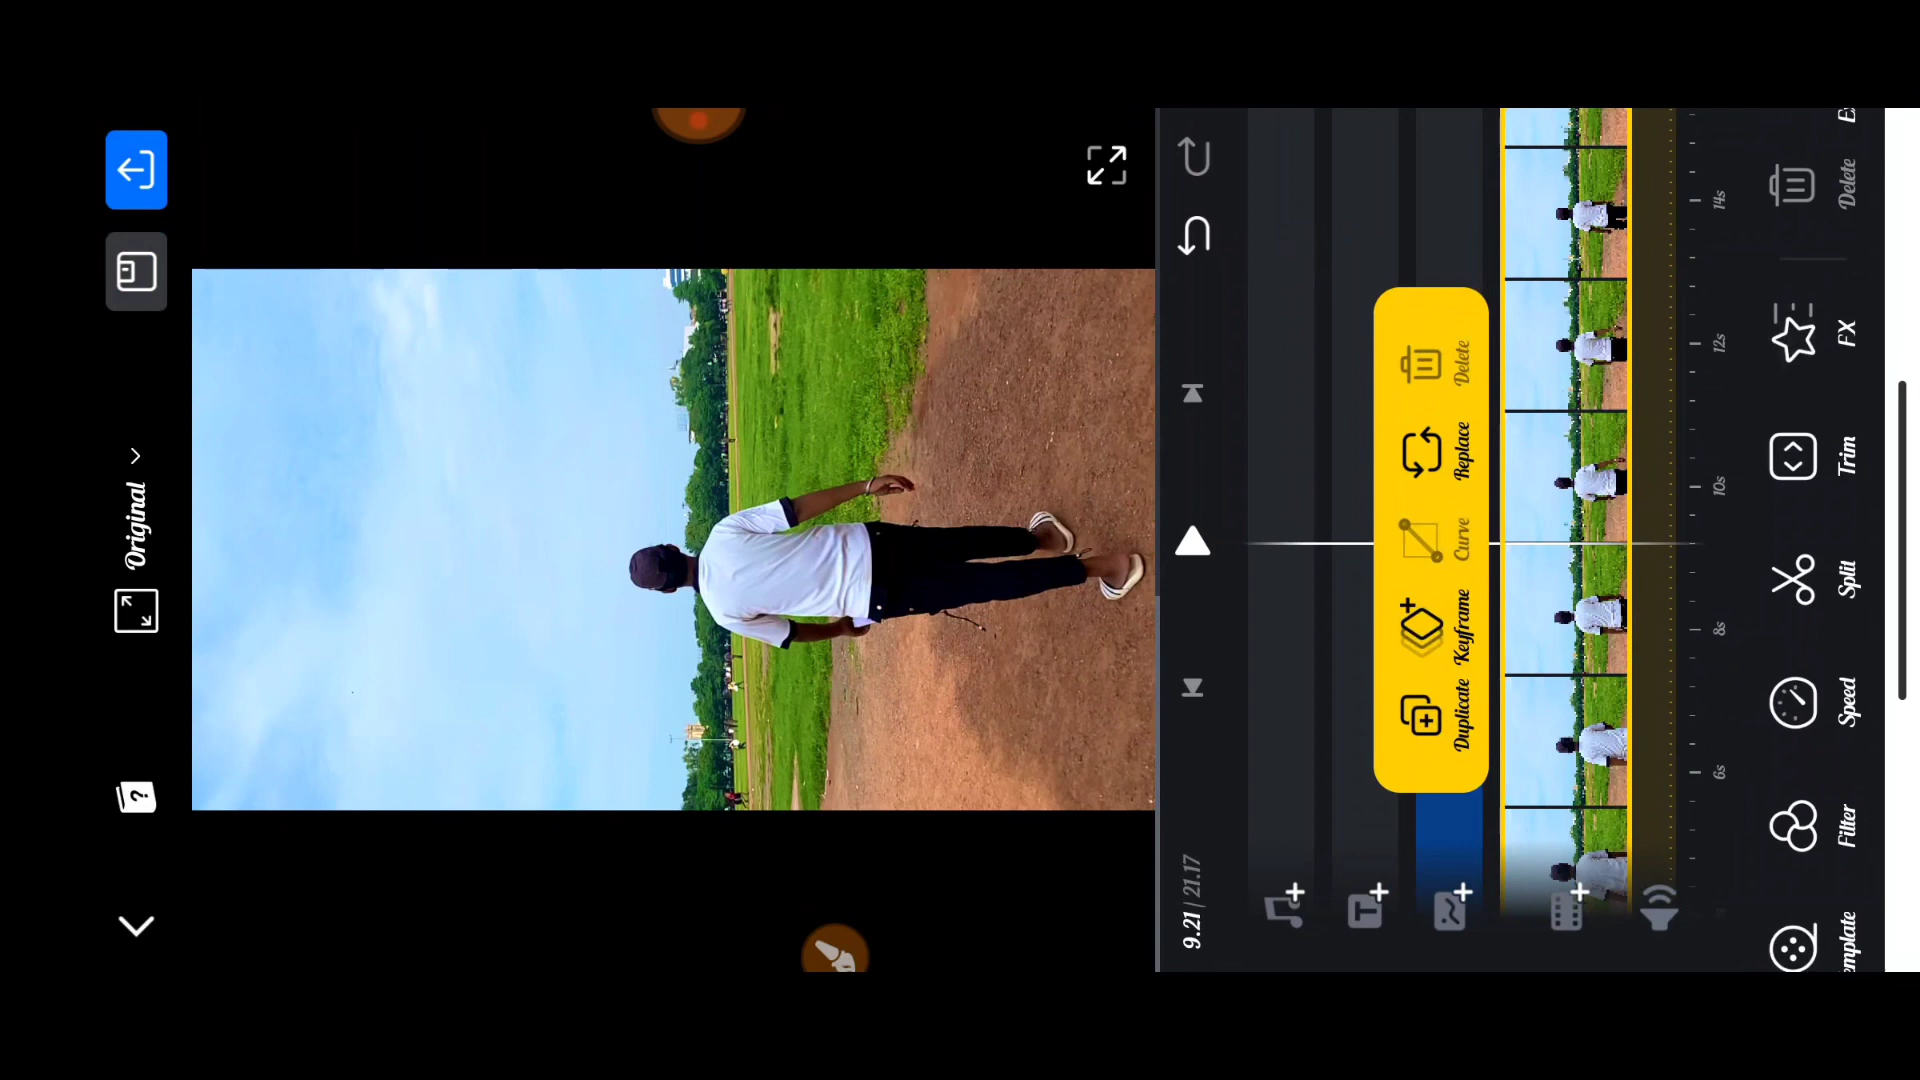 Original
?
9.21 | 21.17
Duplicate
Keyframe
Curve
Replace
Delete
T
6s
8s
10s
12s
14s
Filter
Speed
Split
Trim
FX
Delete